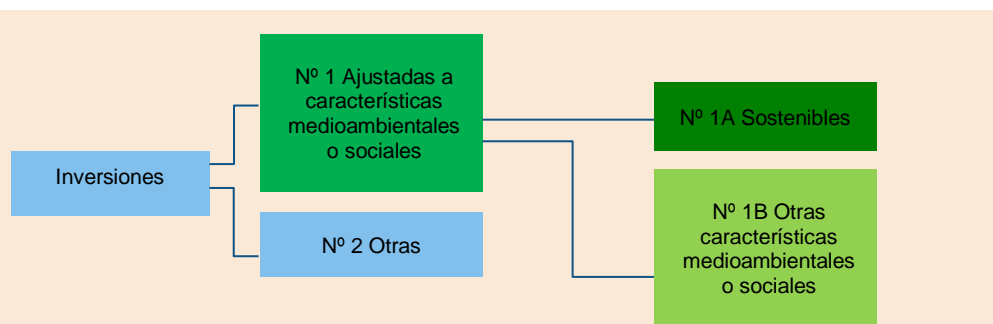 Inversiones
Nº 1 Ajustadas a
características
medioambientales
o sociales
Nº 2 Otras
Nº 1A Sostenibles
Nº 1B Otras
características
medioambientales
o sociales